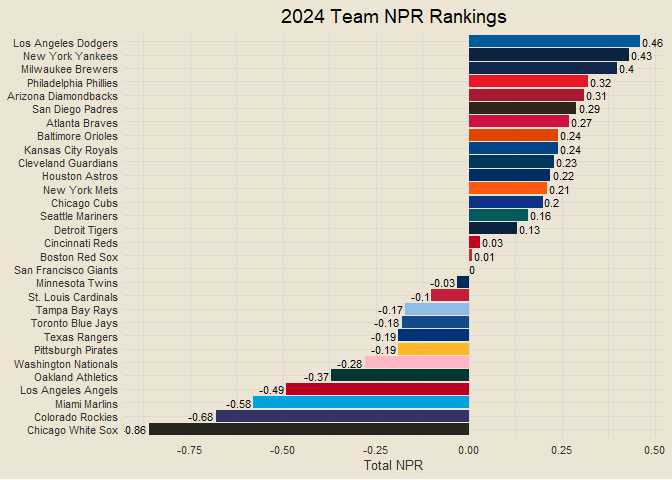 2024 Team NPR Rankings
Los Angeles Dodgers 0.46
New York Yankees 0.43
Milwaukee Brewers 0.4
Philadelphia Phillies 0.32
Arizona Diamondbacks 0.31
San Diego Padres 0.29
Atlanta Braves 0.27
Baltimore Orioles 0.24
Kansas City Royals 0.24
Cleveland Guardians 0.23
Houston Astros 0.22
New York Mets 0.21
Chicago Cubs 0.2
Seattle Mariners 0.16
Detroit Tigers 0.13
Cincinnati Reds 0.03
Boston Red Sox 0.01
San Francisco Giants 0
Minnesota Twins -0.03
St. Louis Cardinals -0.1
Tampa Bay Rays -0.17
Toronto Blue Jays -0.18
Texas Rangers -0.19
Pittsburgh Pirates -0.19
Washington Nationals -0.28
Oakland Athletics -0.37
Los Angeles Angels -0.49
Miami Marlins -0.58
Colorado Rockies -0.68
Chicago White Sox -0.86
-0.75 -0.50 -0.25 0.00 0.25 0.50
Total NPR